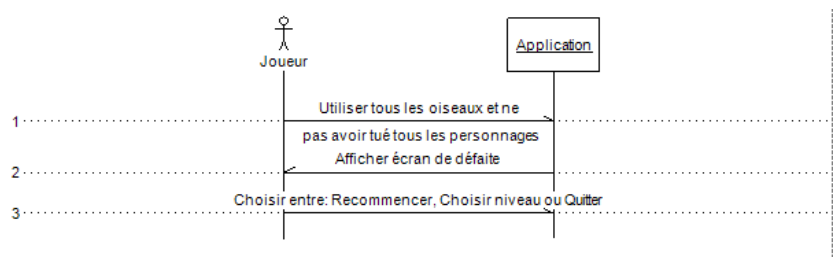 Joueur
Application
Utiliser tous les oiseaux et ne
1
pas avoir tué tous les personnages
Afficher écran de défaite
2
Choisir entre: Recommencer, Choisir niveau ou Quitter
3